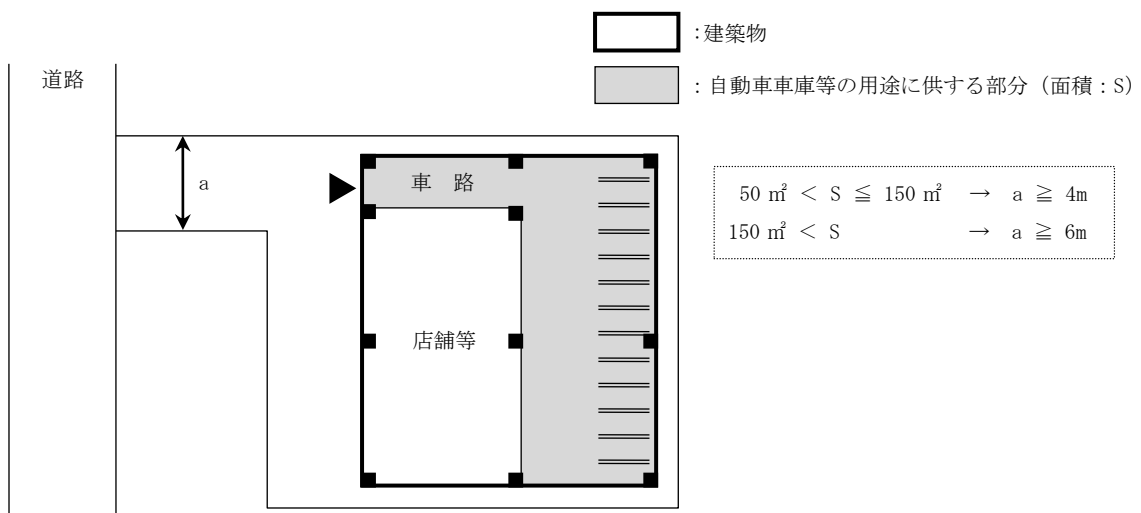 ：建築物
：自動車車庫等の用途に供する部分（面積：S）
道路
a
車　路
店舗等
50 ㎡ ＜ S ≦ 150 ㎡　→　a ≧ 4m
150 ㎡ ＜ S　→　a ≧ 6m